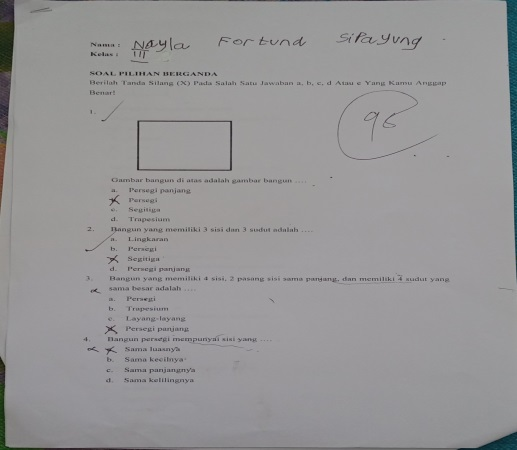 Nama : Nayla Fortund Sipayung
Kelas : III
SOAL PILIHAN BERGANDA
Berilah Tanda Silang (X) Pada Salah Satu Jawaban a, b, c, d Atau e Yang Kamu Anggap
Benar!
95
1.
Gambar bangun di atas adalah gambar bangun ....
a. Persegi panjang
Persegi
c. Segitiga
d. Trapesium
2. Bangun yang memiliki 3 sisi dan 3 sudut adalah ....
a. Lingkaran
b. Persegi
Segitiga
d. Persegi panjang
3. Bangun yang memiliki 4 sisi, 2 pasang sisi sama panjang, dan memiliki 4 sudut yang
sama besar adalah ....
a. Persegi
b. Trapesium
c. Layang-layang
Persegi panjang
4. Bangun persegi mempunyai sisi yang ....
Sama luasnya
b. Sama kecilnya
c. Sama panjangnya
d. Sama kelilingnya